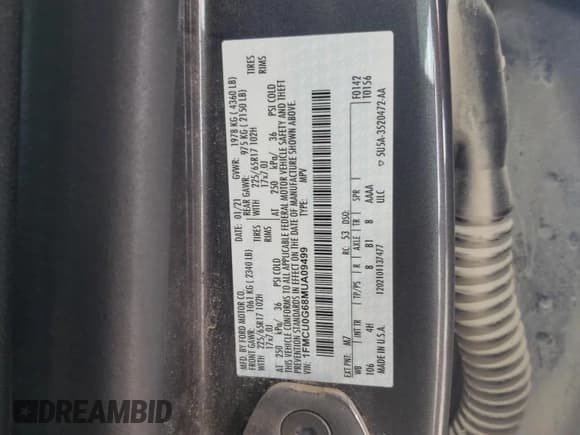 MFD. BY FORD MOTOR CO.
DATE: 01/21 GVWR: 1978 KG ( 4360 LB)
FRONT GAWR: 1061 KG ( 2340 LB) REAR GAWR: 975 KG ( 2150 LB)
225/65R17 102H TIRES WITH 225/65R17 102H TIRES
17x7.0J RIMS 17x7.0J RIMS
AT 250 kPa/ 36 PSI COLD AT 250 kPa/ 36 PSI COLD
THIS VEHICLE CONFORMS TO ALL APPLICABLE FEDERAL MOTOR VEHICLE SAFETY AND THEFT
PREVENTION STANDARDS IN EFFECT ON THE DATE OF MANUFACTURE SHOWN ABOVE.
VIN: 1FMCU0G68MUA09499 TYPE: MPV
EXT PNT: M7 RC: 53 DSO: F0142
WB INT TR TP/PS R AXLE TR SPR T0156
106 4H 8 B1 8 AAAA
1202101137477 ULC 5U5A-3520472-AA
DREAMBID